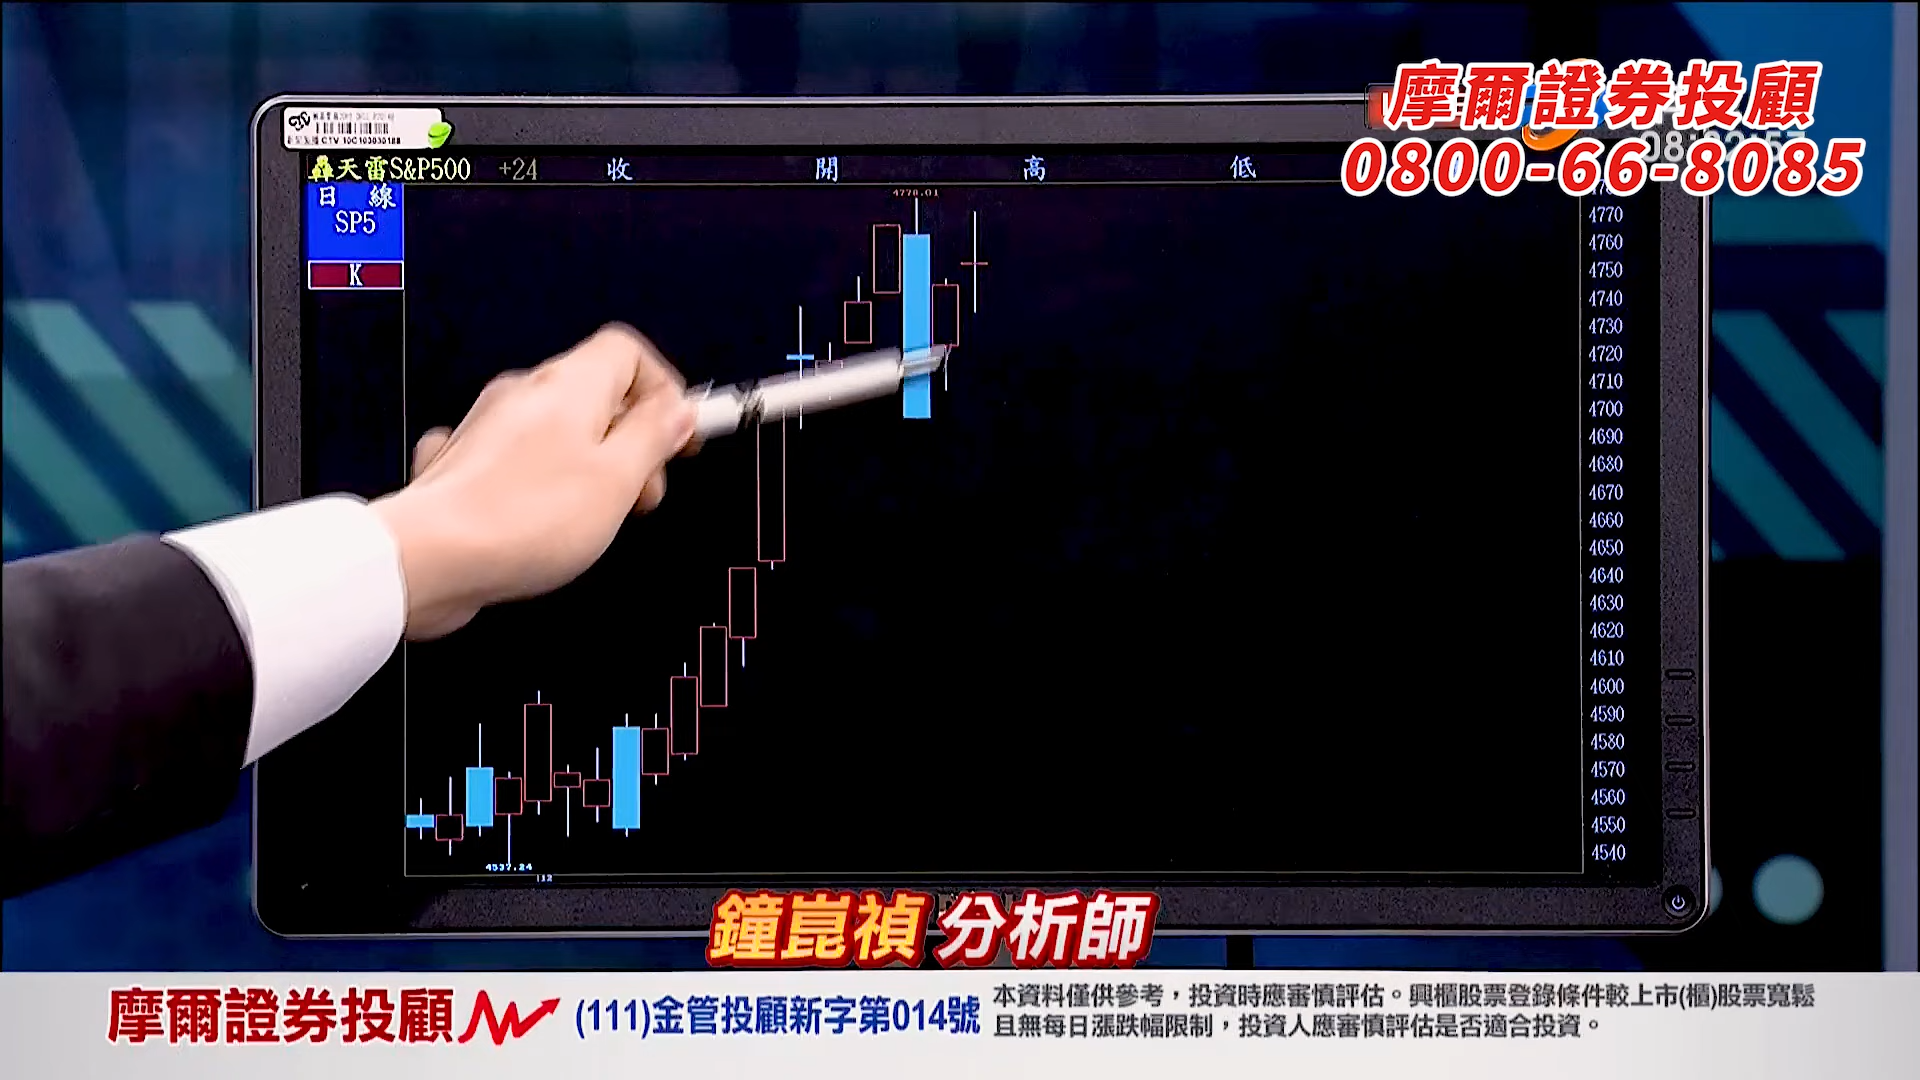 摩爾證券投顧
0800-66-8085
CTV 10C103030188
轟天雷S&P500 +24 收 開 高 低
日 線
SP5
K
4778.01
4770
4760
4750
4740
4730
4720
4710
4700
4690
4680
4670
4660
4650
4640
4630
4620
4610
4600
4590
4580
4570
4560
4550
4540
4537.24
12
鐘崑禎 分析師
摩爾證券投顧 (111)金管投顧新字第014號
本資料僅供參考，投資時應審慎評估。興櫃股票登錄條件較上市(櫃)股票寬鬆
且無每日漲跌幅限制，投資人應審慎評估是否適合投資。